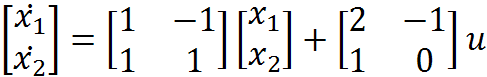 [ẋ₁; ẋ₂] = [1 −1; 1 1] [x₁; x₂] + [2 −1; 1 0] u